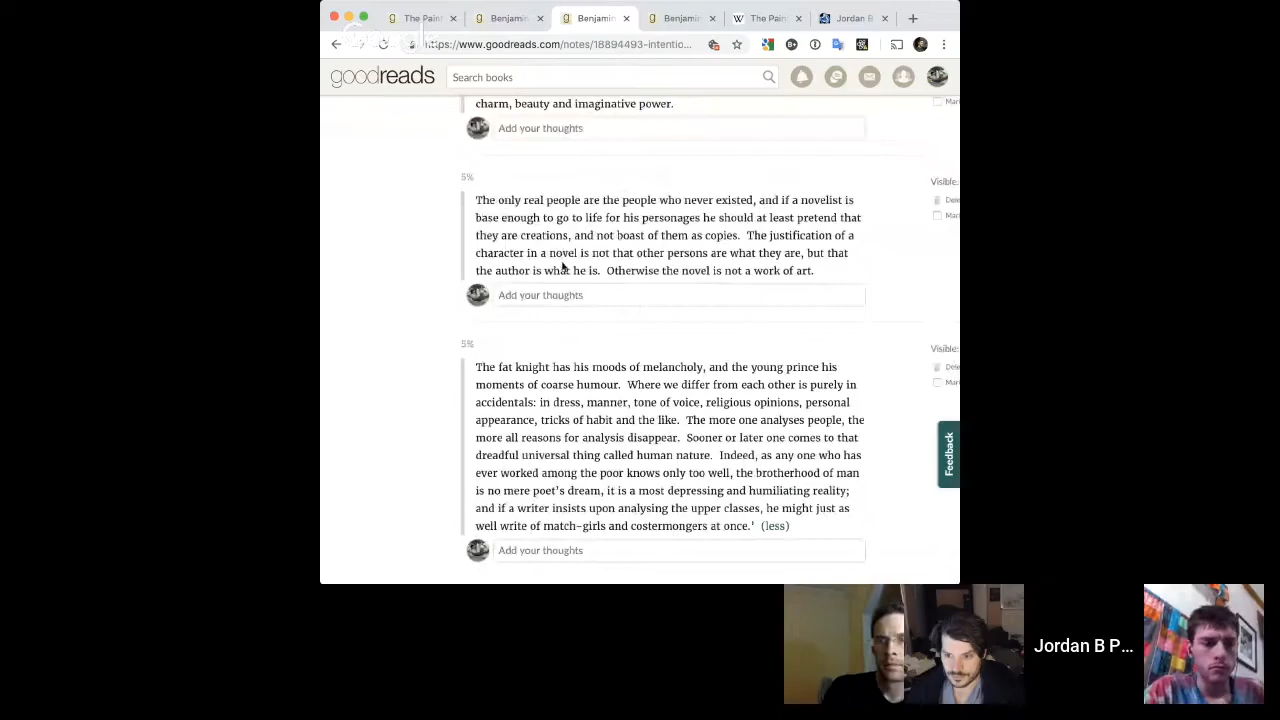 The Paint
Benjamin
Benjamin
Benjamin
The Pain
Jordan B
https://www.goodreads.com/notes/18894493-intentio...
goodreads
Search books
charm, beauty and imaginative power.
Add your thoughts
5%
Visible:
The only real people are the people who never existed, and if a novelist is
base enough to go to life for his personages he should at least pretend that
they are creations, and not boast of them as copies. The justification of a
character in a novel is not that other persons are what they are, but that
the author is what he is. Otherwise the novel is not a work of art.
Add your thoughts
5%
Visible:
The fat knight has his moods of melancholy, and the young prince his
moments of coarse humour. Where we differ from each other is purely in
accidentals: in dress, manner, tone of voice, religious opinions, personal
appearance, tricks of habit and the like. The more one analyses people, the
more all reasons for analysis disappear. Sooner or later one comes to that
dreadful universal thing called human nature. Indeed, as any one who has
ever worked among the poor knows only too well, the brotherhood of man
is no mere poet's dream, it is a most depressing and humiliating reality;
and if a writer insists upon analysing the upper classes, he might just as
well write of match-girls and costermongers at once.' (less)
Add your thoughts
Feedback
Jordan B P...